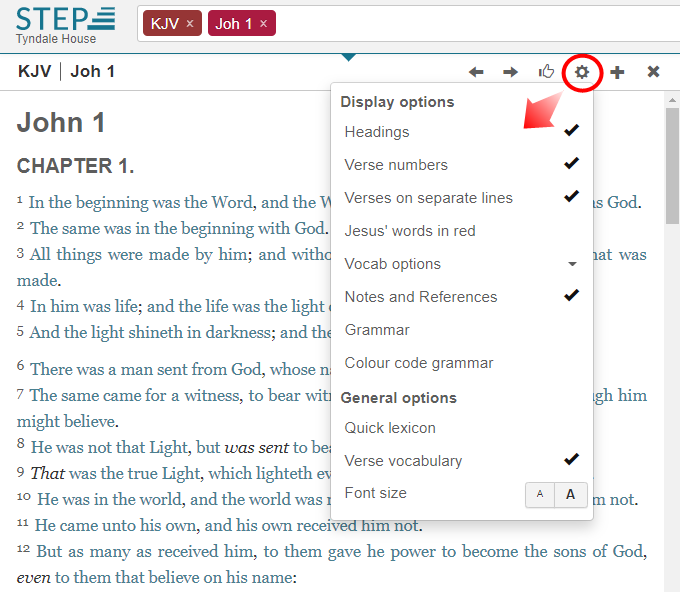 STEP
Tyndale House
KJV × Joh 1 ×
KJV | Joh 1
John 1
CHAPTER 1.
1 In the beginning was the Word, and the W
s God.
2 The same was in the beginning with God.
3 All things were made by him; and witho
hat was
made.
4 In him was life; and the life was the light
5 And the light shineth in darkness; and the
6 There was a man sent from God, whose
7 The same came for a witness, to bear wit
gh him
might believe.
8 He was not that Light, but was sent to bea
9 That was the true Light, which lighteth ev
10 He was in the world, and the world was
m not.
11 He came unto his own, and his own received him not.
12 But as many as received him, to them gave he power to become the sons of God,
even to them that believe on his name:
Display options
Headings
Verse numbers
Verses on separate lines
Jesus' words in red
Vocab options
Notes and References
Grammar
Colour code grammar
General options
Quick lexicon
Verse vocabulary
Font size A A